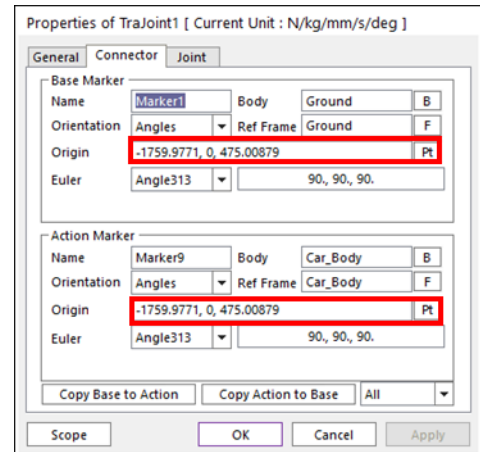 Properties of TraJoint1 [ Current Unit : N/kg/mm/s/deg ]
General Connector Joint
Base Marker
Name Marker1 Body Ground B
Orientation Angles Ref Frame Ground F
Origin -1759.9771, 0, 475.00879 Pt
Euler Angle313 90., 90., 90.
Action Marker
Name Marker9 Body Car_Body B
Orientation Angles Ref Frame Car_Body F
Origin -1759.9771, 0, 475.00879 Pt
Euler Angle313 90., 90., 90.
Copy Base to Action Copy Action to Base All
Scope OK Cancel Apply